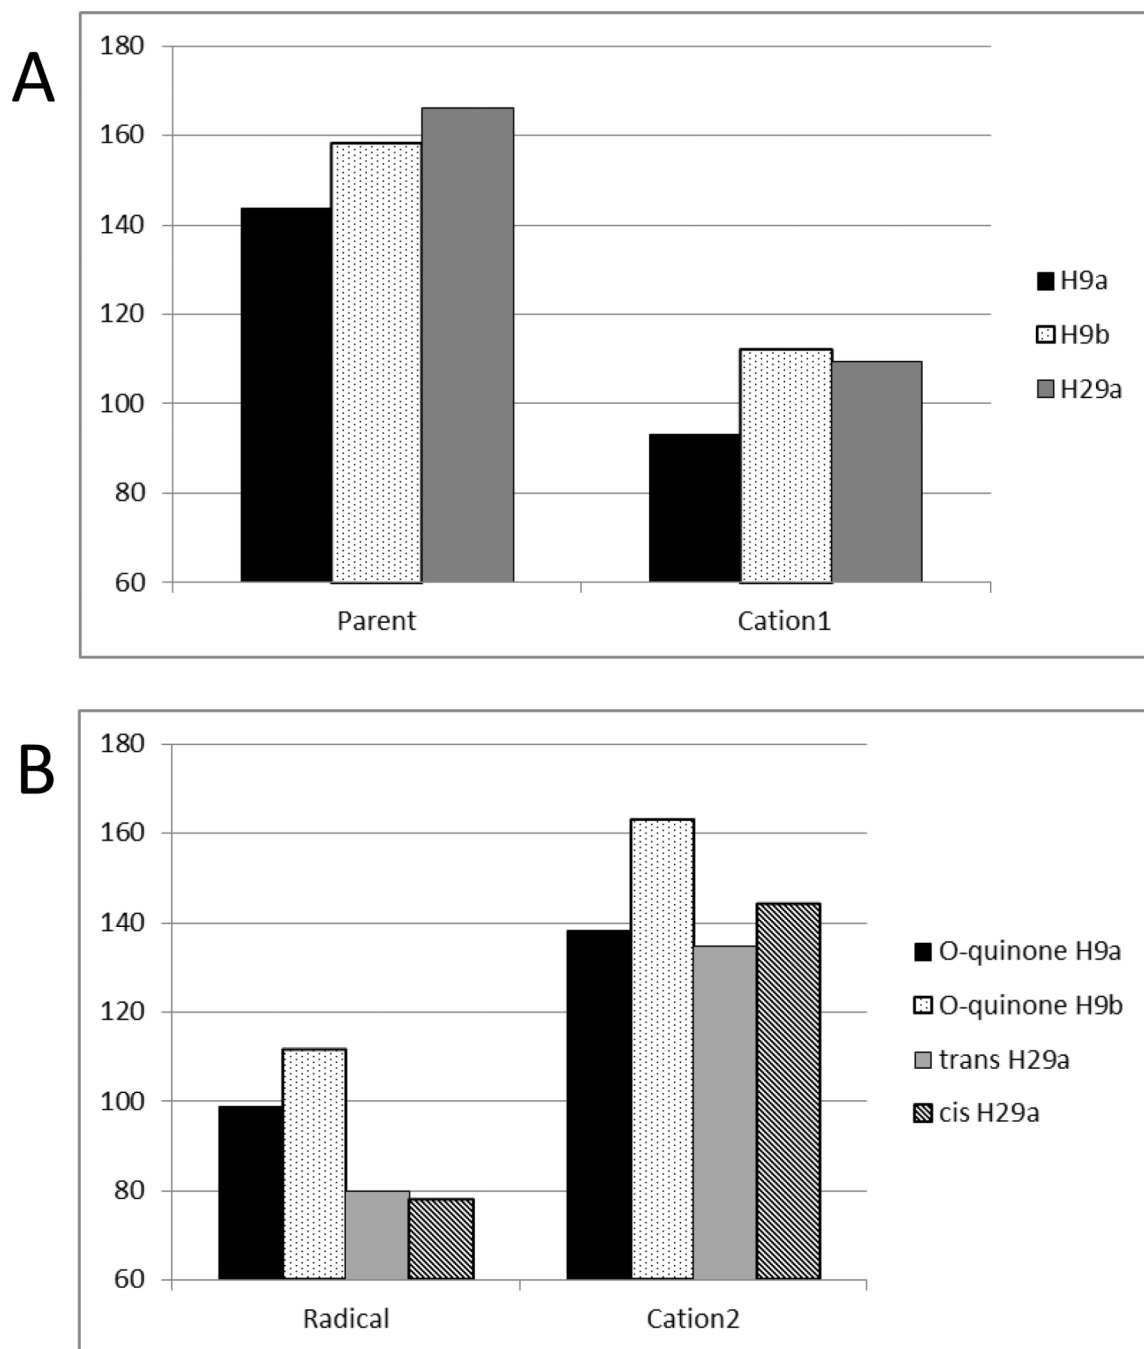 A
180
160
140
120
100
80
60
Parent
Cation1
H9a
H9b
H29a
B
180
160
140
120
100
80
60
Radical
Cation2
O-quinone H9a
O-quinone H9b
trans H29a
cis H29a